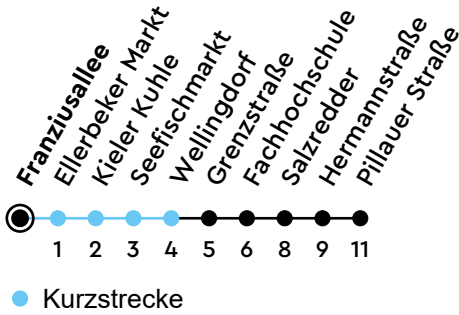 Franziusallee
Ellerbeker Markt
Kieler Kuhle
Seefischmarkt
Wellingdorf
Grenzstraße
Fachhochschule
Salzredder
Hermannstraße
Pillauer Straße
1 2 3 4 5 6 8 9 11
Kurzstrecke